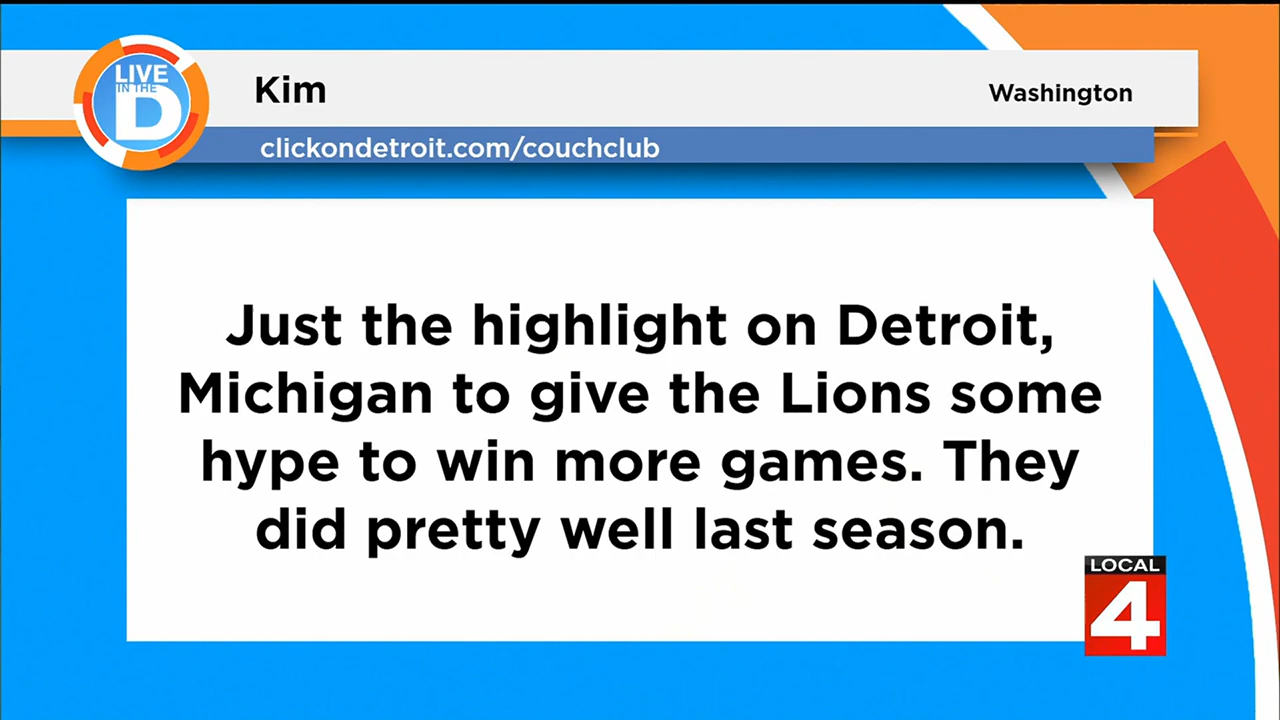 LIVE
IN THE
D
Kim
Washington
clickondetroit.com/couchclub
Just the highlight on Detroit,
Michigan to give the Lions some
hype to win more games. They
did pretty well last season.
LOCAL
4